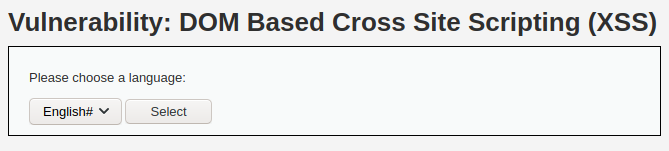 Vulnerability: DOM Based Cross Site Scripting (XSS)
Please choose a language:
English# Select